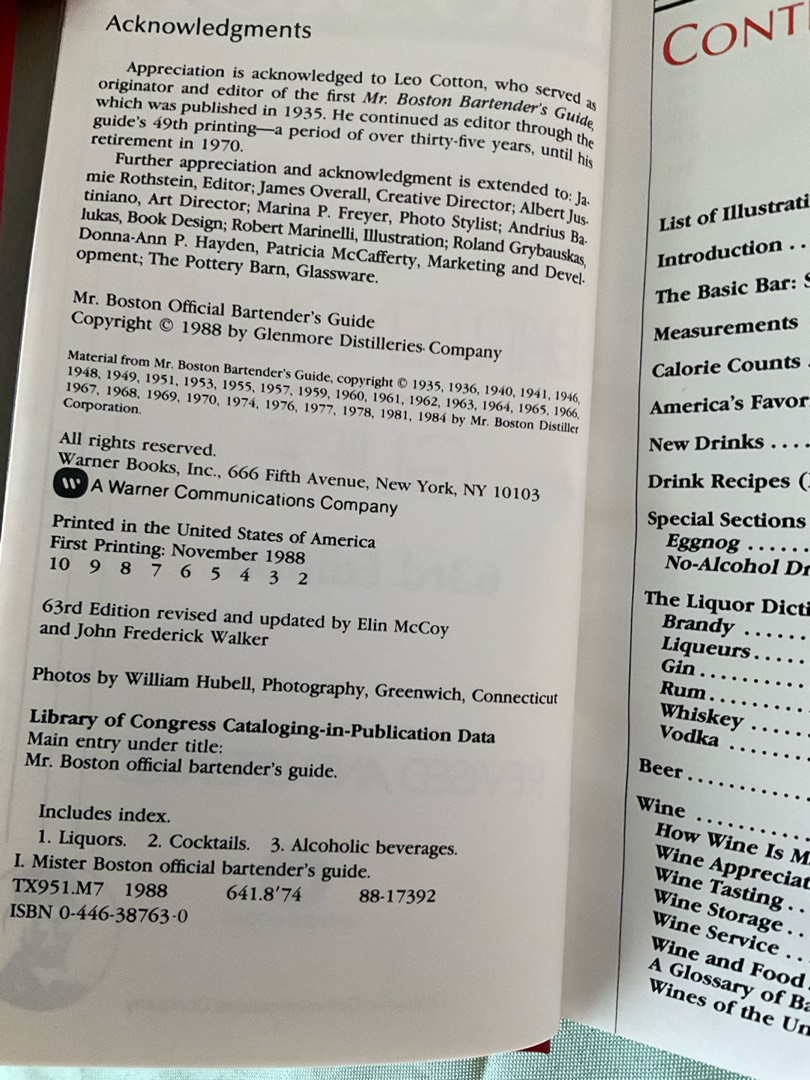 Acknowledgments
Appreciation is acknowledged to Leo Cotton, who served as
originator and editor of the first Mr. Boston Bartender's Guide,
which was published in 1935. He continued as editor through the
guide's 49th printing—a period of over thirty-five years, until his
retirement in 1970.
Further appreciation and acknowledgment is extended to: Ja-
mie Rothstein, Editor; James Overall, Creative Director; Albert Jus-
tiniano, Art Director; Marina P. Freyer, Photo Stylist; Andrius Ba-
lukas, Book Design; Robert Marinelli, Illustration; Roland Grybauskas,
Donna-Ann P. Hayden, Patricia McCafferty, Marketing and Devel-
opment; The Pottery Barn, Glassware.
Mr. Boston Official Bartender's Guide
Copyright © 1988 by Glenmore Distilleries Company
Material from Mr. Boston Bartender's Guide, copyright © 1935, 1936, 1940, 1941, 1946,
1948, 1949, 1951, 1953, 1955, 1957, 1959, 1960, 1961, 1962, 1963, 1964, 1965, 1966,
1967, 1968, 1969, 1970, 1974, 1976, 1977, 1978, 1981, 1984 by Mr. Boston Distiller
Corporation.
All rights reserved.
Warner Books, Inc., 666 Fifth Avenue, New York, NY 10103
A Warner Communications Company
Printed in the United States of America
First Printing: November 1988
10 9 8 7 6 5 4 3 2
63rd Edition revised and updated by Elin McCoy
and John Frederick Walker
Photos by William Hubell, Photography, Greenwich, Connecticut
Library of Congress Cataloging-in-Publication Data
Main entry under title:
Mr. Boston official bartender's guide.
Includes index.
1. Liquors. 2. Cocktails. 3. Alcoholic beverages.
I. Mister Boston official bartender's guide.
TX951.M7 1988 641.8'74 88-17392
ISBN 0-446-38763-0
CONT
List of Illustrati
Introduction . .
The Basic Bar: S
Measurements
Calorie Counts .
America's Favor
New Drinks . . . .
Drink Recipes (
Special Sections
Eggnog . . . . . .
No-Alcohol Dr
The Liquor Dicti
Brandy . . . . . .
Liqueurs . . . . .
Gin . . . . . . . . .
Rum . . . . . . . .
Whiskey . . . . .
Vodka . . . . . . .
Beer . . . . . . . . . .
Wine . . . . . . . . . .
How Wine Is M
Wine Appreciat
Wine Tasting . .
Wine Storage . .
Wine Service . .
Wine and Food
A Glossary of Ba
Wines of the Un